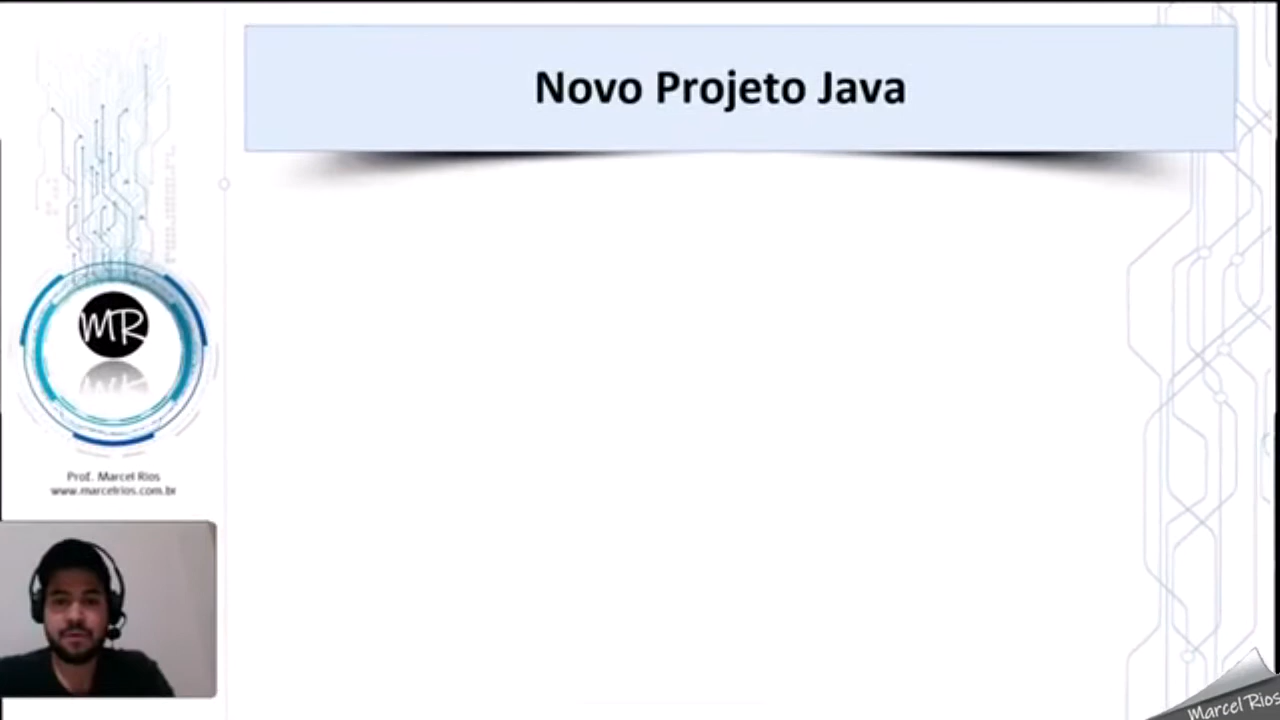 Novo Projeto Java
MR
Prof. Marcel Rios
www.marcelrios.com.br
Marcel Rios